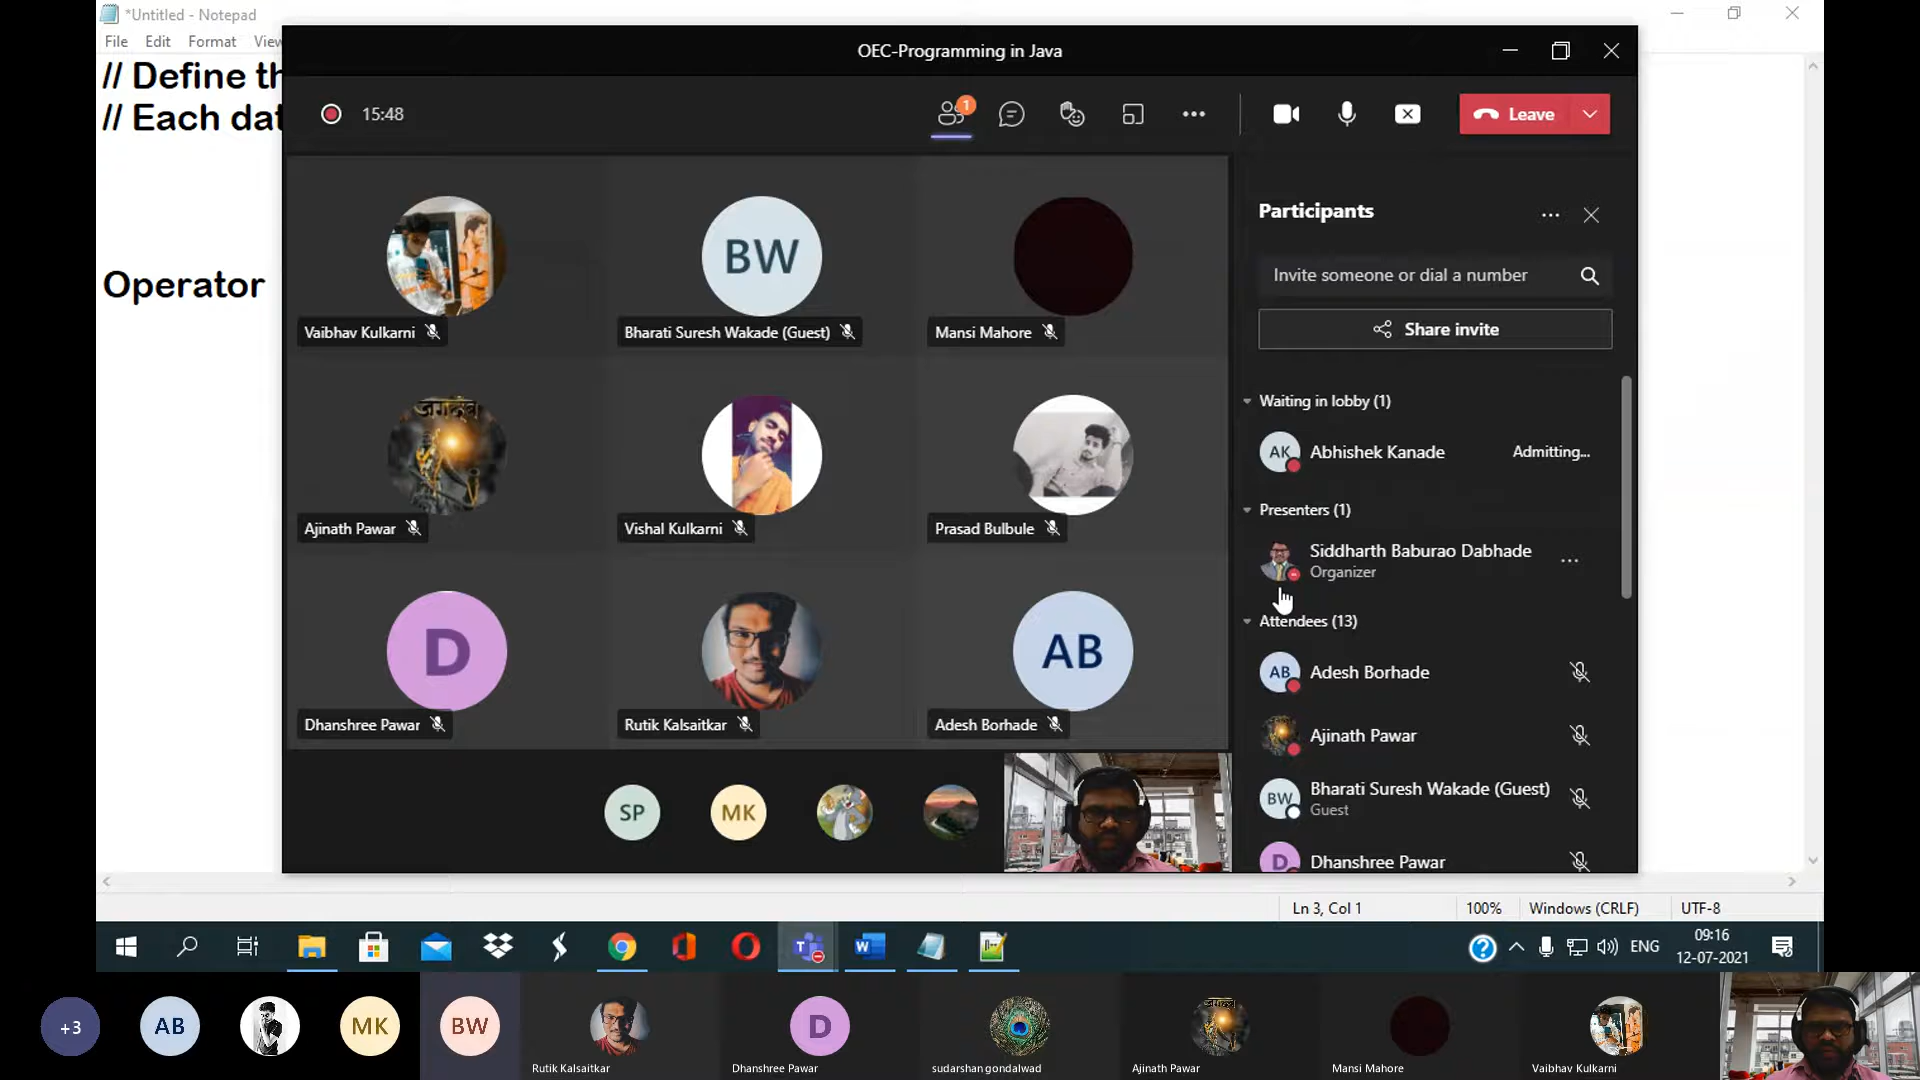 *Untitled - Notepad
File Edit Format View
// Define th
// Each dat
Operator
OEC-Programming in Java
15:48
1
Leave
Vaibhav Kulkarni
BW
Bharati Suresh Wakade (Guest)
Mansi Mahore
जगदंब
Ajinath Pawar
Vishal Kulkarni
Prasad Bulbule
D
Dhanshree Pawar
Rutik Kalsaitkar
AB
Adesh Borhade
SP
MK
Participants
Invite someone or dial a number
Share invite
Waiting in lobby (1)
AK
Abhishek Kanade
Admitting...
Presenters (1)
Siddharth Baburao Dabhade
Organizer
Attendees (13)
AB
Adesh Borhade
Ajinath Pawar
BW
Bharati Suresh Wakade (Guest)
Guest
D
Dhanshree Pawar
Ln 3, Col 1
100%
Windows (CRLF)
UTF-8
ENG
09:16
12-07-2021
+3
AB
MK
BW
Rutik Kalsaitkar
D
Dhanshree Pawar
sudarshan gondalwad
Ajinath Pawar
Mansi Mahore
Vaibhav Kulkarni